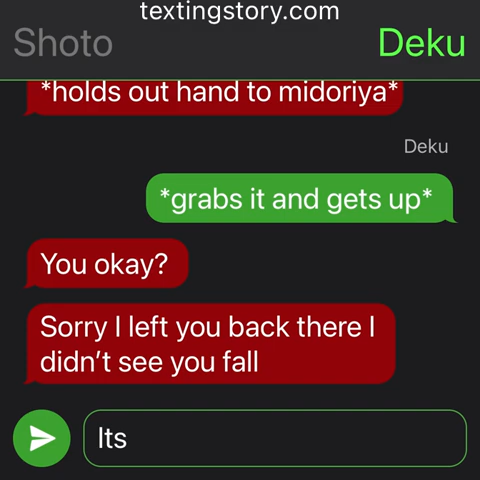 textingstory.com
Shoto
Deku
*holds out hand to midoriya*
Deku
*grabs it and gets up*
You okay?
Sorry I left you back there I
didn't see you fall
Its